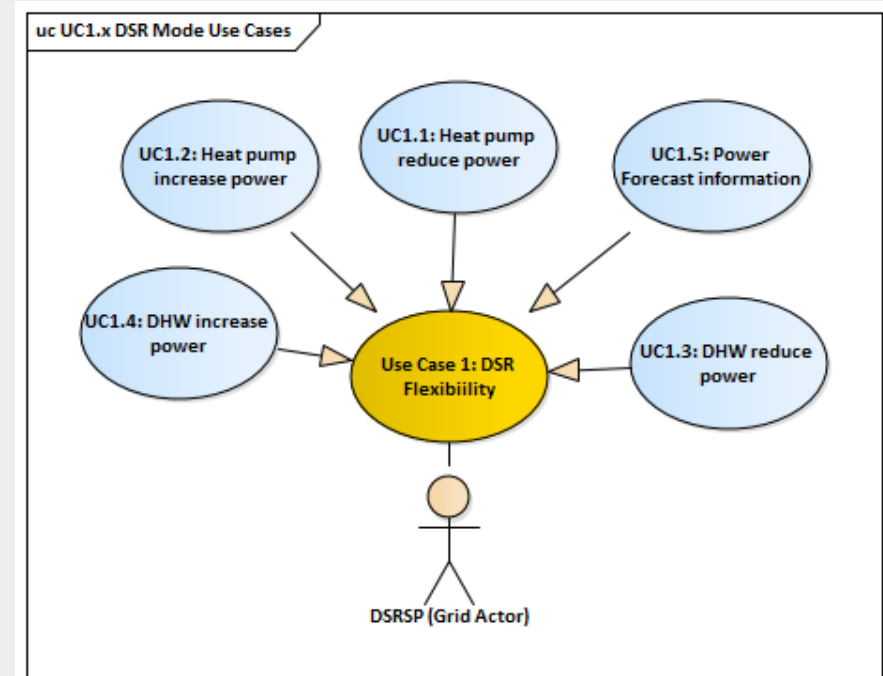 uc UC1.x DSR Mode Use Cases
UC1.2: Heat pump
increase power
UC1.1: Heat pump
reduce power
UC1.5: Power
Forecast information
UC1.4: DHW increase
power
Use Case 1: DSR
Flexibiility
UC1.3: DHW reduce
power
DSRSP (Grid Actor)